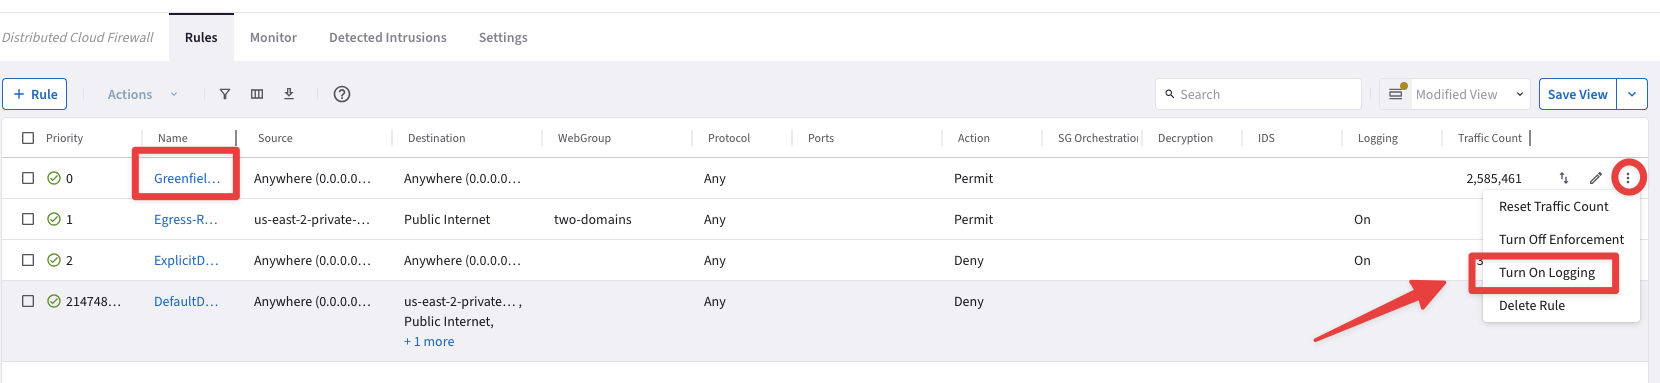 Distributed Cloud Firewall Rules Monitor Detected Intrusions Settings
+ Rule Actions Search Modified View Save View
Priority Name Source Destination WebGroup Protocol Ports Action SG Orchestratio Decryption IDS Logging Traffic Count
0 Greenfiel... Anywhere (0.0.0.0... Anywhere (0.0.0.0... Any Permit 2,585,461
Reset Traffic Count
1 Egress-R... us-east-2-private-... Public Internet two-domains Any Permit On
Turn Off Enforcement
2 ExplicitD... Anywhere (0.0.0.0... Anywhere (0.0.0.0... Any Deny On 3
Turn On Logging
214748... DefaultD... Anywhere (0.0.0.0... us-east-2-private... , Any Deny
Delete Rule
Public Internet,
+ 1 more